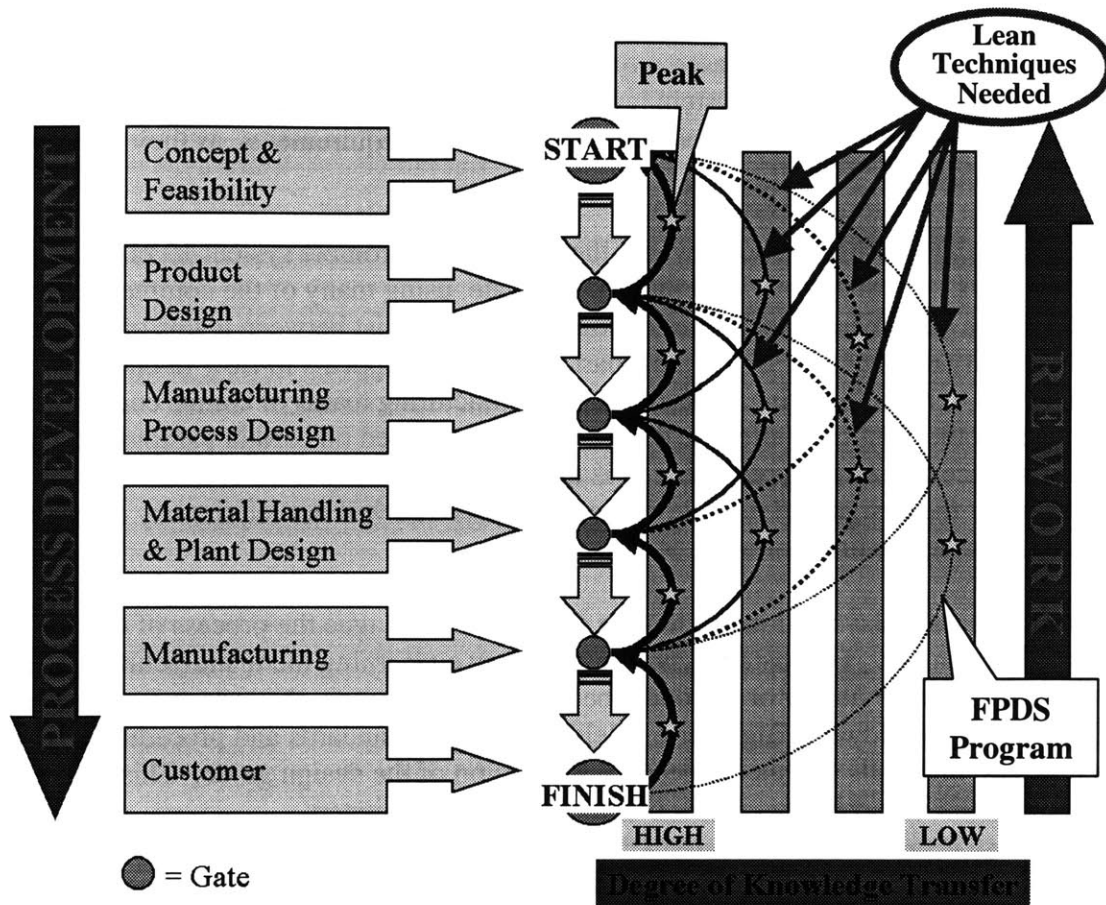 Lean
Techniques
Needed
Peak
PROCESS DEVELOPMENT
Concept &
Feasibility
START
Product
Design
Manufacturing
Process Design
REWORK
Material Handling
& Plant Design
Manufacturing
FPDS
Program
Customer
FINISH
HIGH
LOW
= Gate
Degree of Knowledge Transfer